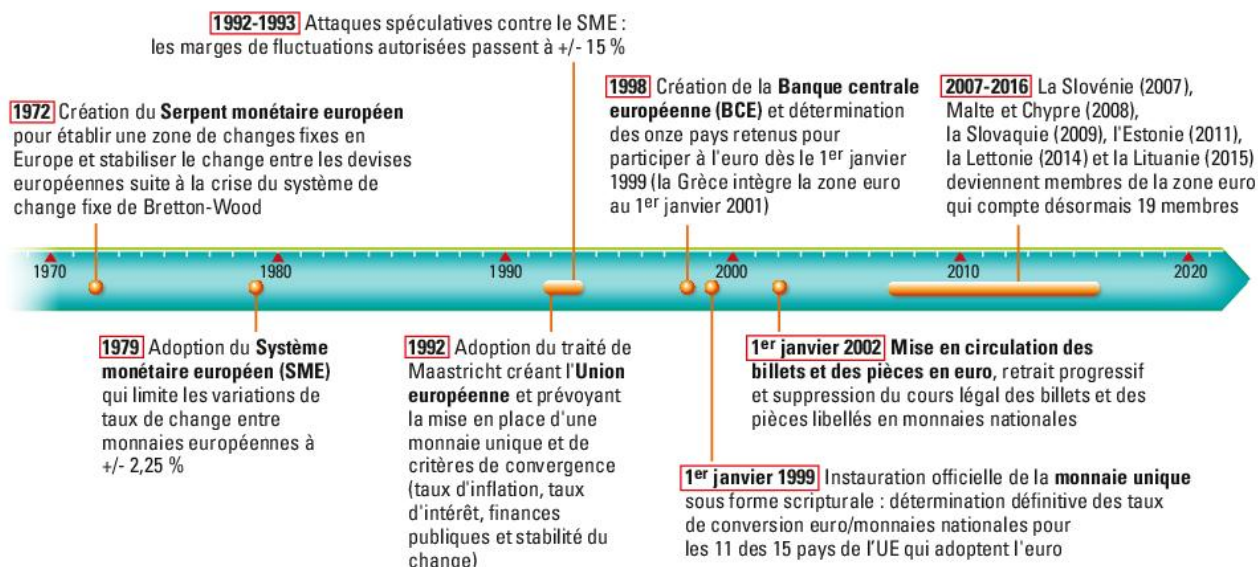 1992-1993 Attaques spéculatives contre le SME :
les marges de fluctuations autorisées passent à +/- 15 %
1972 Création du Serpent monétaire européen
pour établir une zone de changes fixes en
Europe et stabiliser le change entre les devises
européennes suite à la crise du système de
change fixe de Bretton-Wood
1998 Création de la Banque centrale
européenne (BCE) et détermination
des onze pays retenus pour
participer à l'euro dès le 1er janvier
1999 (la Grèce intègre la zone euro
au 1er janvier 2001)
2007-2016 La Slovénie (2007),
Malte et Chypre (2008),
la Slovaquie (2009), l'Estonie (2011),
la Lettonie (2014) et la Lituanie (2015)
deviennent membres de la zone euro
qui compte désormais 19 membres
1970 1980 1990 2000 2010 2020
1979 Adoption du Système
monétaire européen (SME)
qui limite les variations de
taux de change entre
monnaies européennes à
+/- 2,25 %
1992 Adoption du traité de
Maastricht créant l'Union
européenne et prévoyant
la mise en place d'une
monnaie unique et de
critères de convergence
(taux d'inflation, taux
d'intérêt, finances
publiques et stabilité du
change)
1er janvier 2002 Mise en circulation des
billets et des pièces en euro, retrait progressif
et suppression du cours légal des billets et des
pièces libellés en monnaies nationales
1er janvier 1999 Instauration officielle de la monnaie unique
sous forme scripturale : détermination définitive des taux
de conversion euro/monnaies nationales pour
les 11 des 15 pays de l'UE qui adoptent l'euro